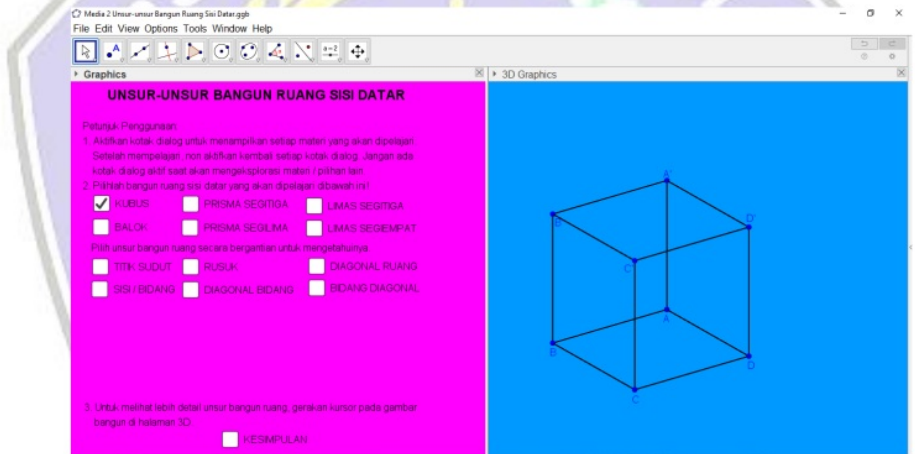 Media 2 Unsur-unsur Bangun Ruang Sisi Datar.ggb
File Edit View Options Tools Window Help
a=2
Graphics
3D Graphics
UNSUR-UNSUR BANGUN RUANG SISI DATAR
Petunjuk Penggunaan:
1. Aktifkan kotak dialog untuk menampilkan setiap materi yang akan dipelajari.
Setelah mempelajari, non aktifkan kembali setiap kotak dialog. Jangan ada
kotak dialog aktif saat akan mengeksplorasi materi / pilihan lain.
2. Pilihlah bangun ruang sisi datar yang akan dipelajari dibawah ini!
KUBUS PRISMA SEGITIGA LIMAS SEGITIGA
BALOK PRISMA SEGILIMA LIMAS SEGIEMPAT
Pilih unsur bangun ruang secara bergantian untuk mengetahuinya
TITIK SUDUT RUSUK DIAGONAL RUANG
SISI / BIDANG DIAGONAL BIDANG BIDANG DIAGONAL
3. Untuk melihat lebih detail unsur bangun ruang, gerakan kursor pada gambar
bangun di halaman 3D.
KESIMPULAN
A'
B'
D'
C'
A
B
D
C